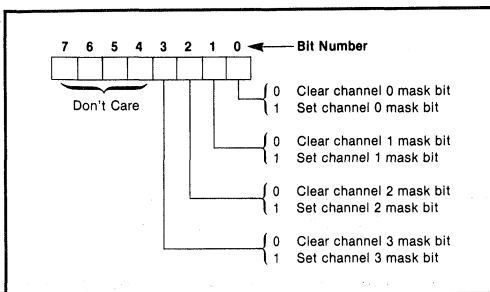 7 6 5 4 3 2 1 0 Bit Number
Don't Care
0 Clear channel 0 mask bit
1 Set channel 0 mask bit
0 Clear channel 1 mask bit
1 Set channel 1 mask bit
0 Clear channel 2 mask bit
1 Set channel 2 mask bit
0 Clear channel 3 mask bit
1 Set channel 3 mask bit